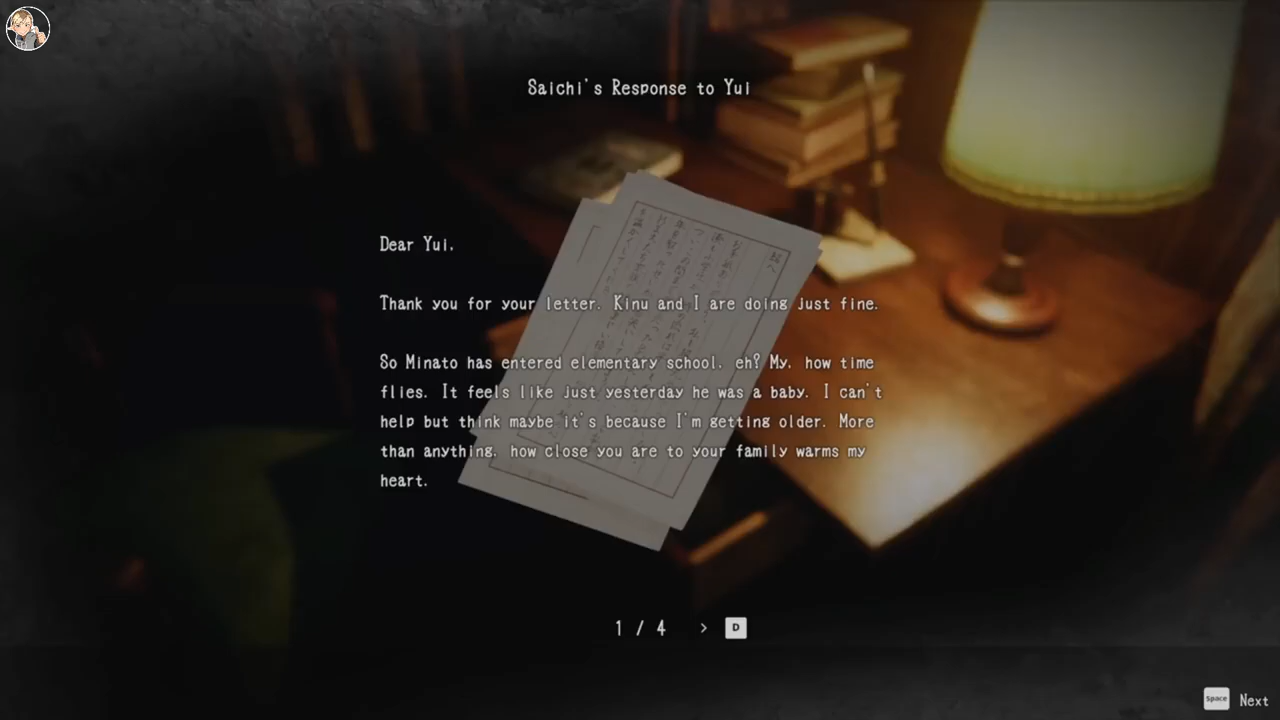 Saichi's Response to Yui
Dear Yui,
Thank you for your letter. Kinu and I are doing just fine.
So Minato has entered elementary school, eh? My, how time
flies. It feels like just yesterday he was a baby. I can't
help but think maybe it's because I'm getting older. More
than anything, how close you are to your family warms my
heart.
1 / 4 > D
Space Next